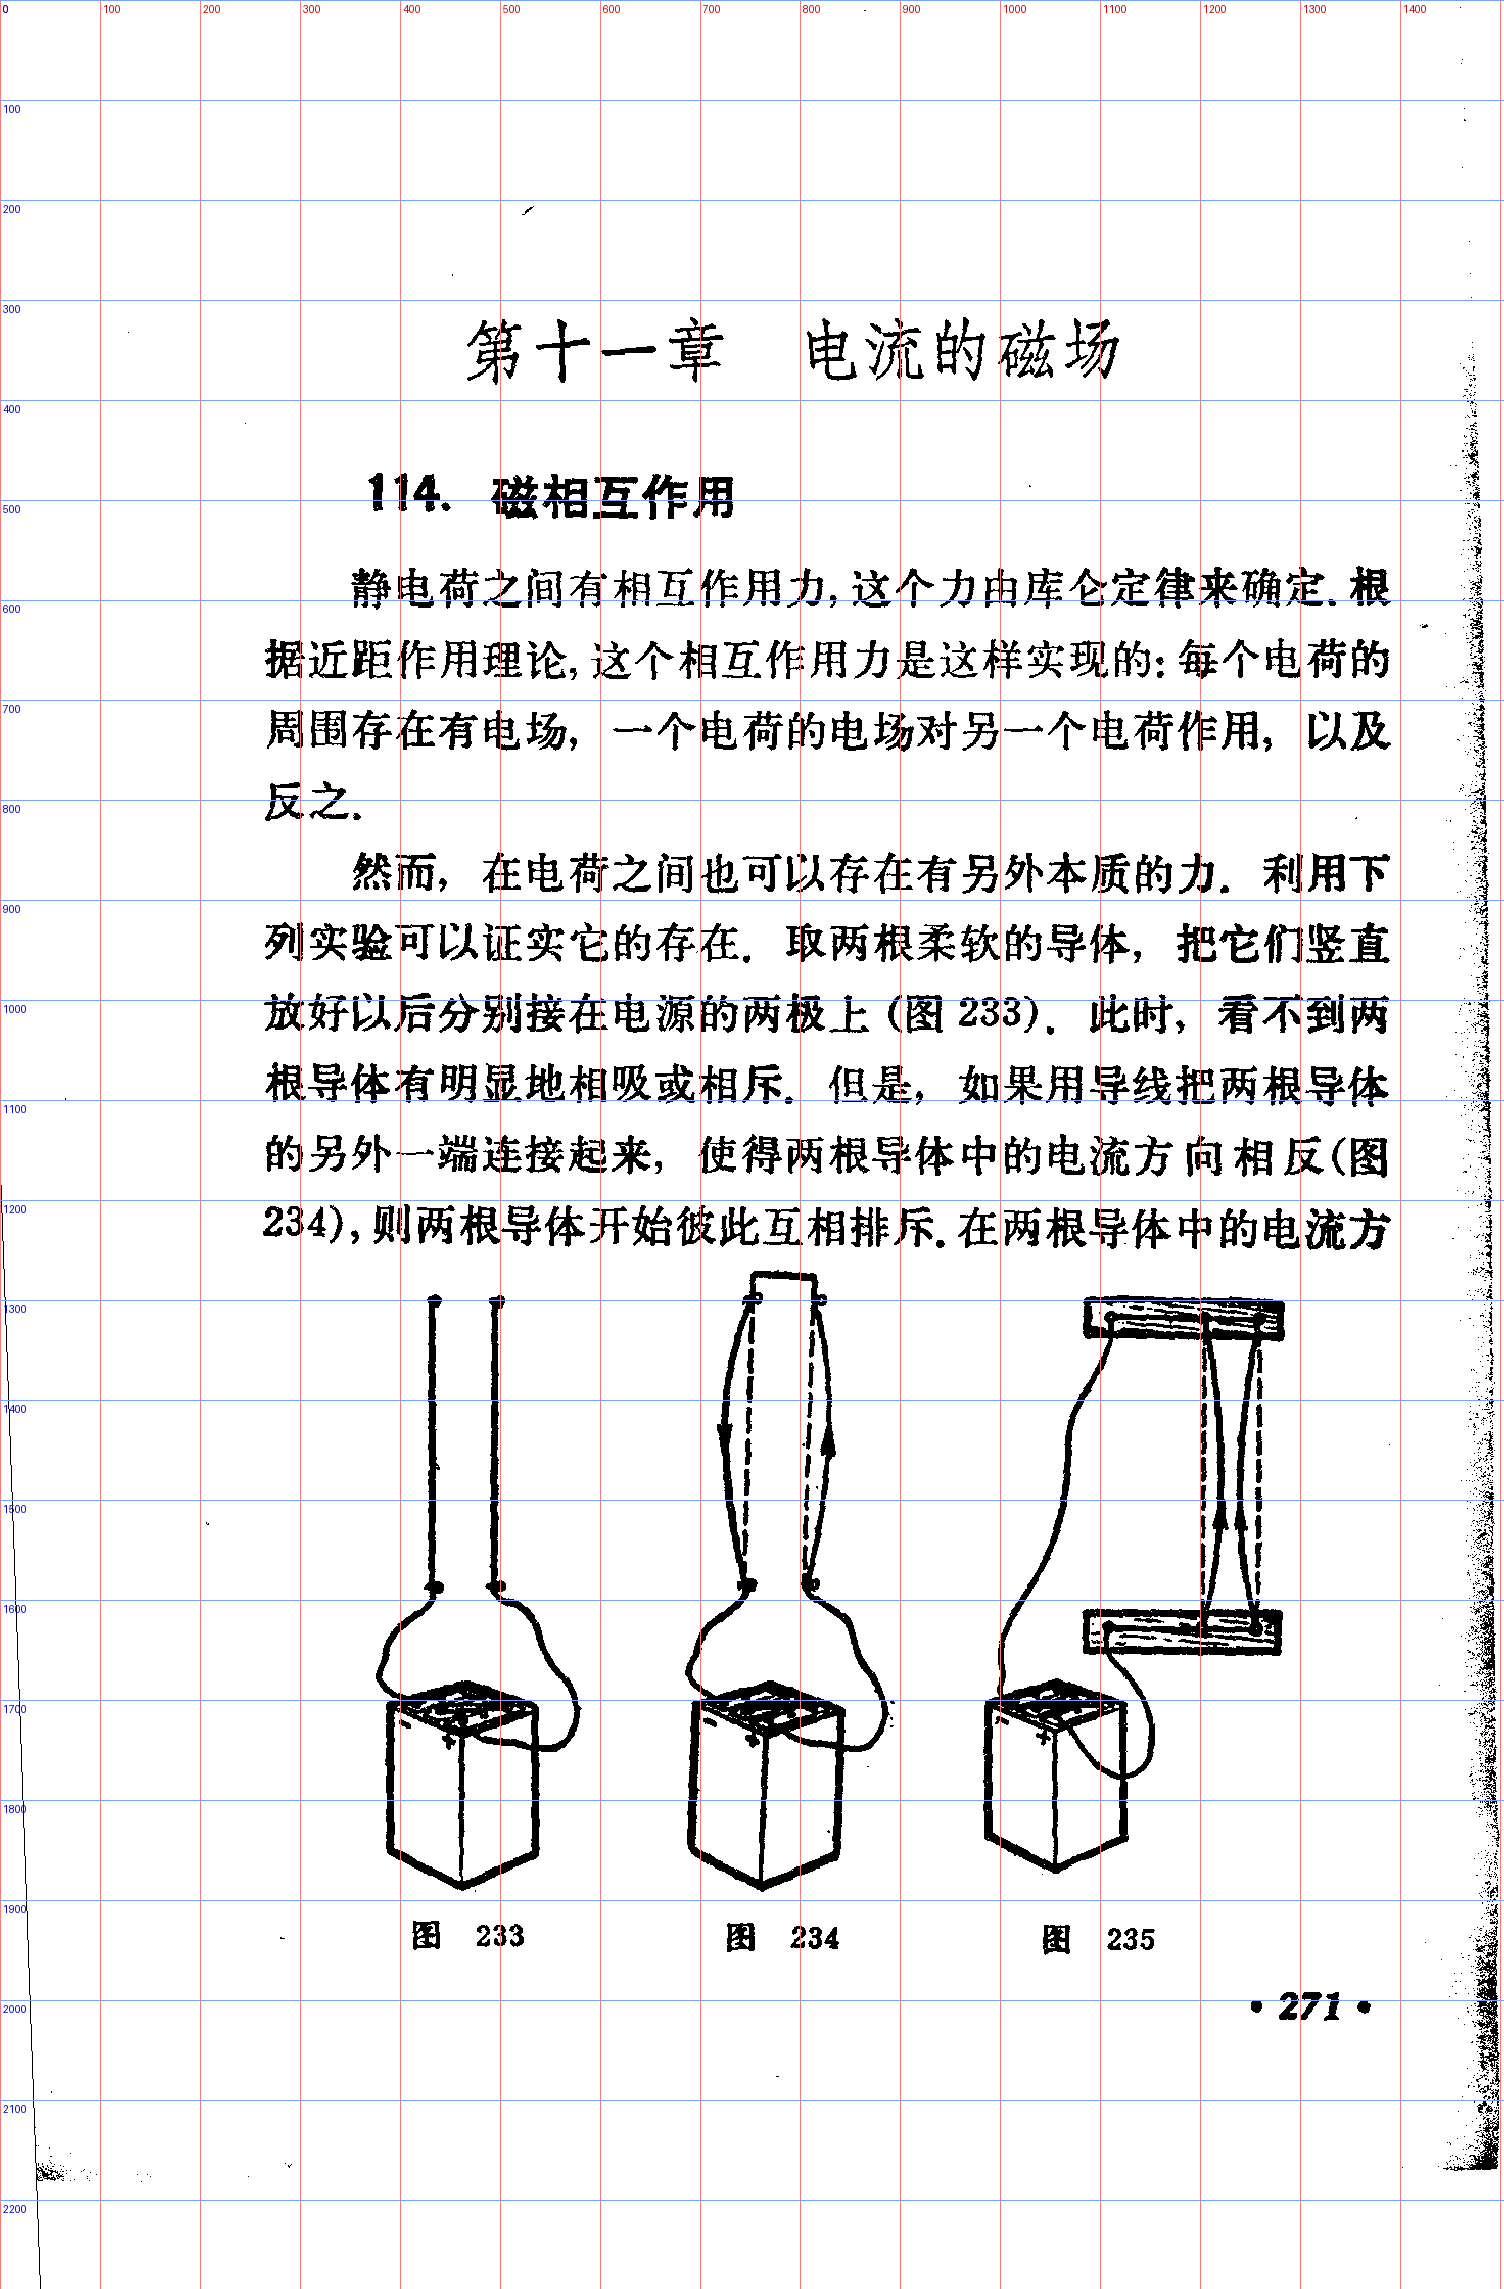 第十一章　电流的磁场
114. 磁相互作用
静电荷之间有相互作用力,这个力由库仑定律来确定.根
据近距作用理论,这个相互作用力是这样实现的:每个电荷的
周围存在有电场, 一个电荷的电场对另一个电荷作用, 以及
反之.
然而, 在电荷之间也可以存在有另外本质的力. 利用下
列实验可以证实它的存在. 取两根柔软的导体, 把它们竖直
放好以后分别接在电源的两极上 (图 233). 此时, 看不到两
根导体有明显地相吸或相斥. 但是, 如果用导线把两根导体
的另外一端连接起来, 使得两根导体中的电流方向相反(图
234),则两根导体开始彼此互相排斥.在两根导体中的电流方
− + − + − +
图 233 图 234 图 235
• 271 •